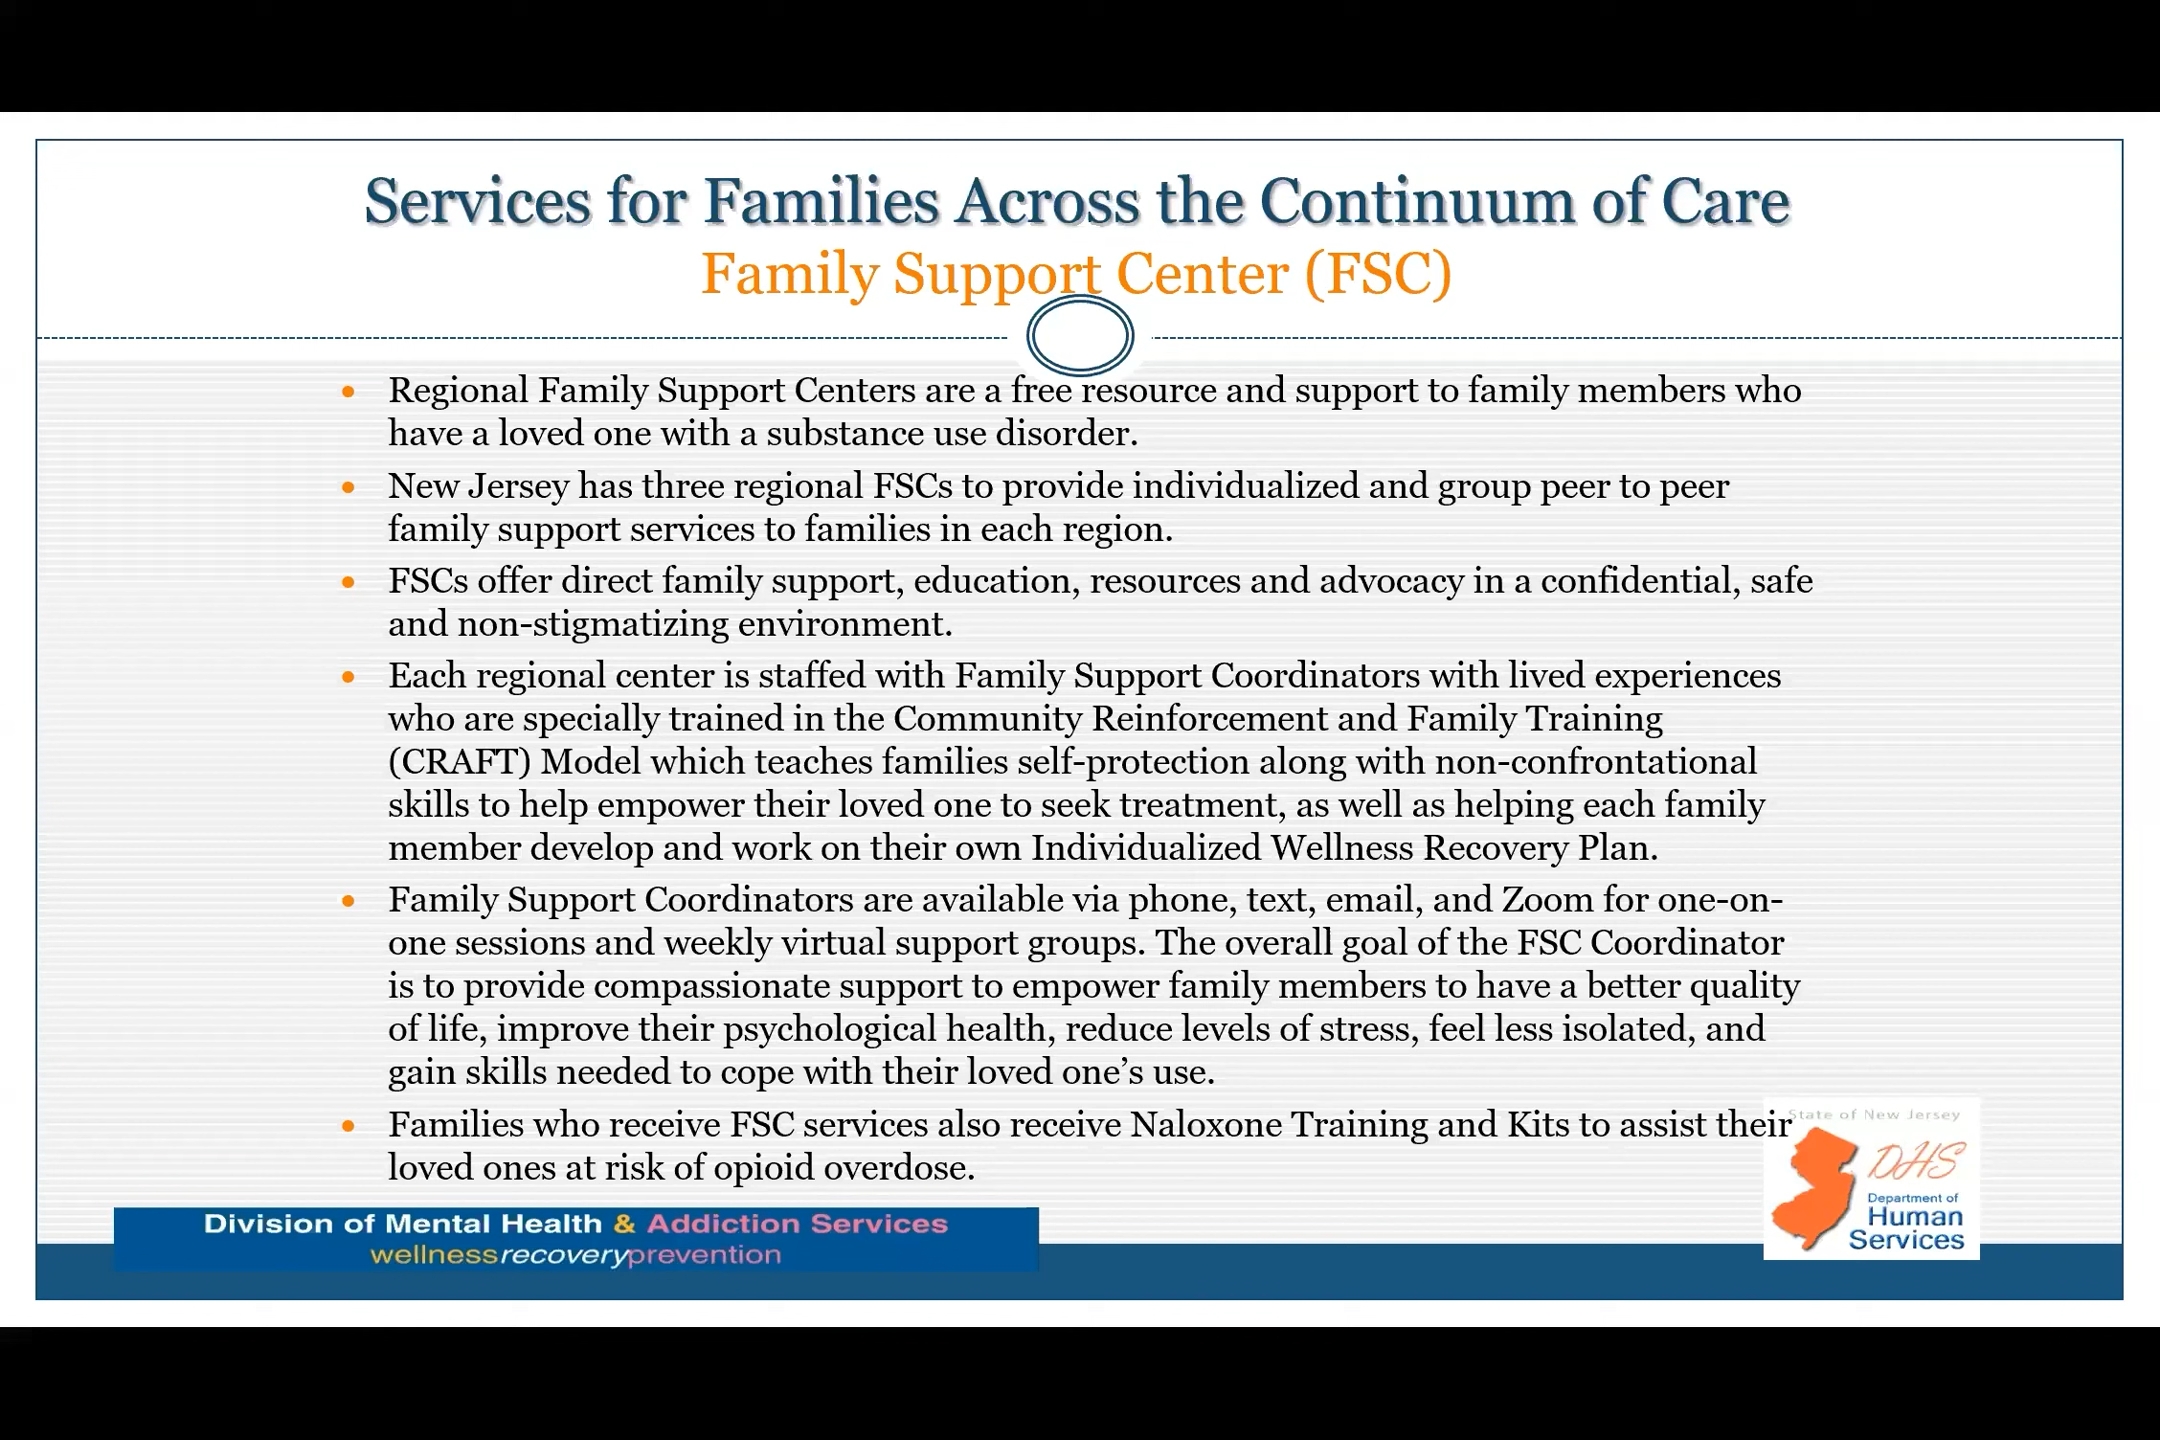 Services for Families Across the Continuum of Care
Family Support Center (FSC)
• Regional Family Support Centers are a free resource and support to family members who
have a loved one with a substance use disorder.
• New Jersey has three regional FSCs to provide individualized and group peer to peer
family support services to families in each region.
• FSCs offer direct family support, education, resources and advocacy in a confidential, safe
and non-stigmatizing environment.
• Each regional center is staffed with Family Support Coordinators with lived experiences
who are specially trained in the Community Reinforcement and Family Training
(CRAFT) Model which teaches families self-protection along with non-confrontational
skills to help empower their loved one to seek treatment, as well as helping each family
member develop and work on their own Individualized Wellness Recovery Plan.
• Family Support Coordinators are available via phone, text, email, and Zoom for one-on-
one sessions and weekly virtual support groups. The overall goal of the FSC Coordinator
is to provide compassionate support to empower family members to have a better quality
of life, improve their psychological health, reduce levels of stress, feel less isolated, and
gain skills needed to cope with their loved one’s use.
• Families who receive FSC services also receive Naloxone Training and Kits to assist their
loved ones at risk of opioid overdose.
State of New Jersey
DHS
Department of
Human
Services
Division of Mental Health & Addiction Services
wellnessrecoveryprevention